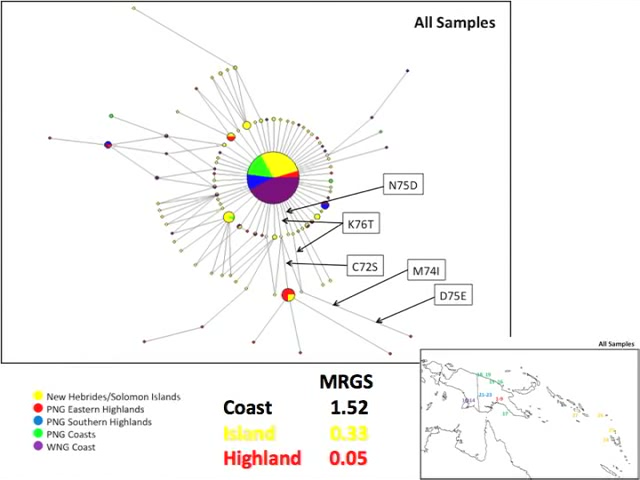 All Samples
N75D
K76T
C72S
M74I
D75E
New Hebrides/Solomon Islands
PNG Eastern Highlands
PNG Southern Highlands
PNG Coasts
WNG Coast
MRGS
Coast 1.52
Island 0.33
Highland 0.05
All Samples